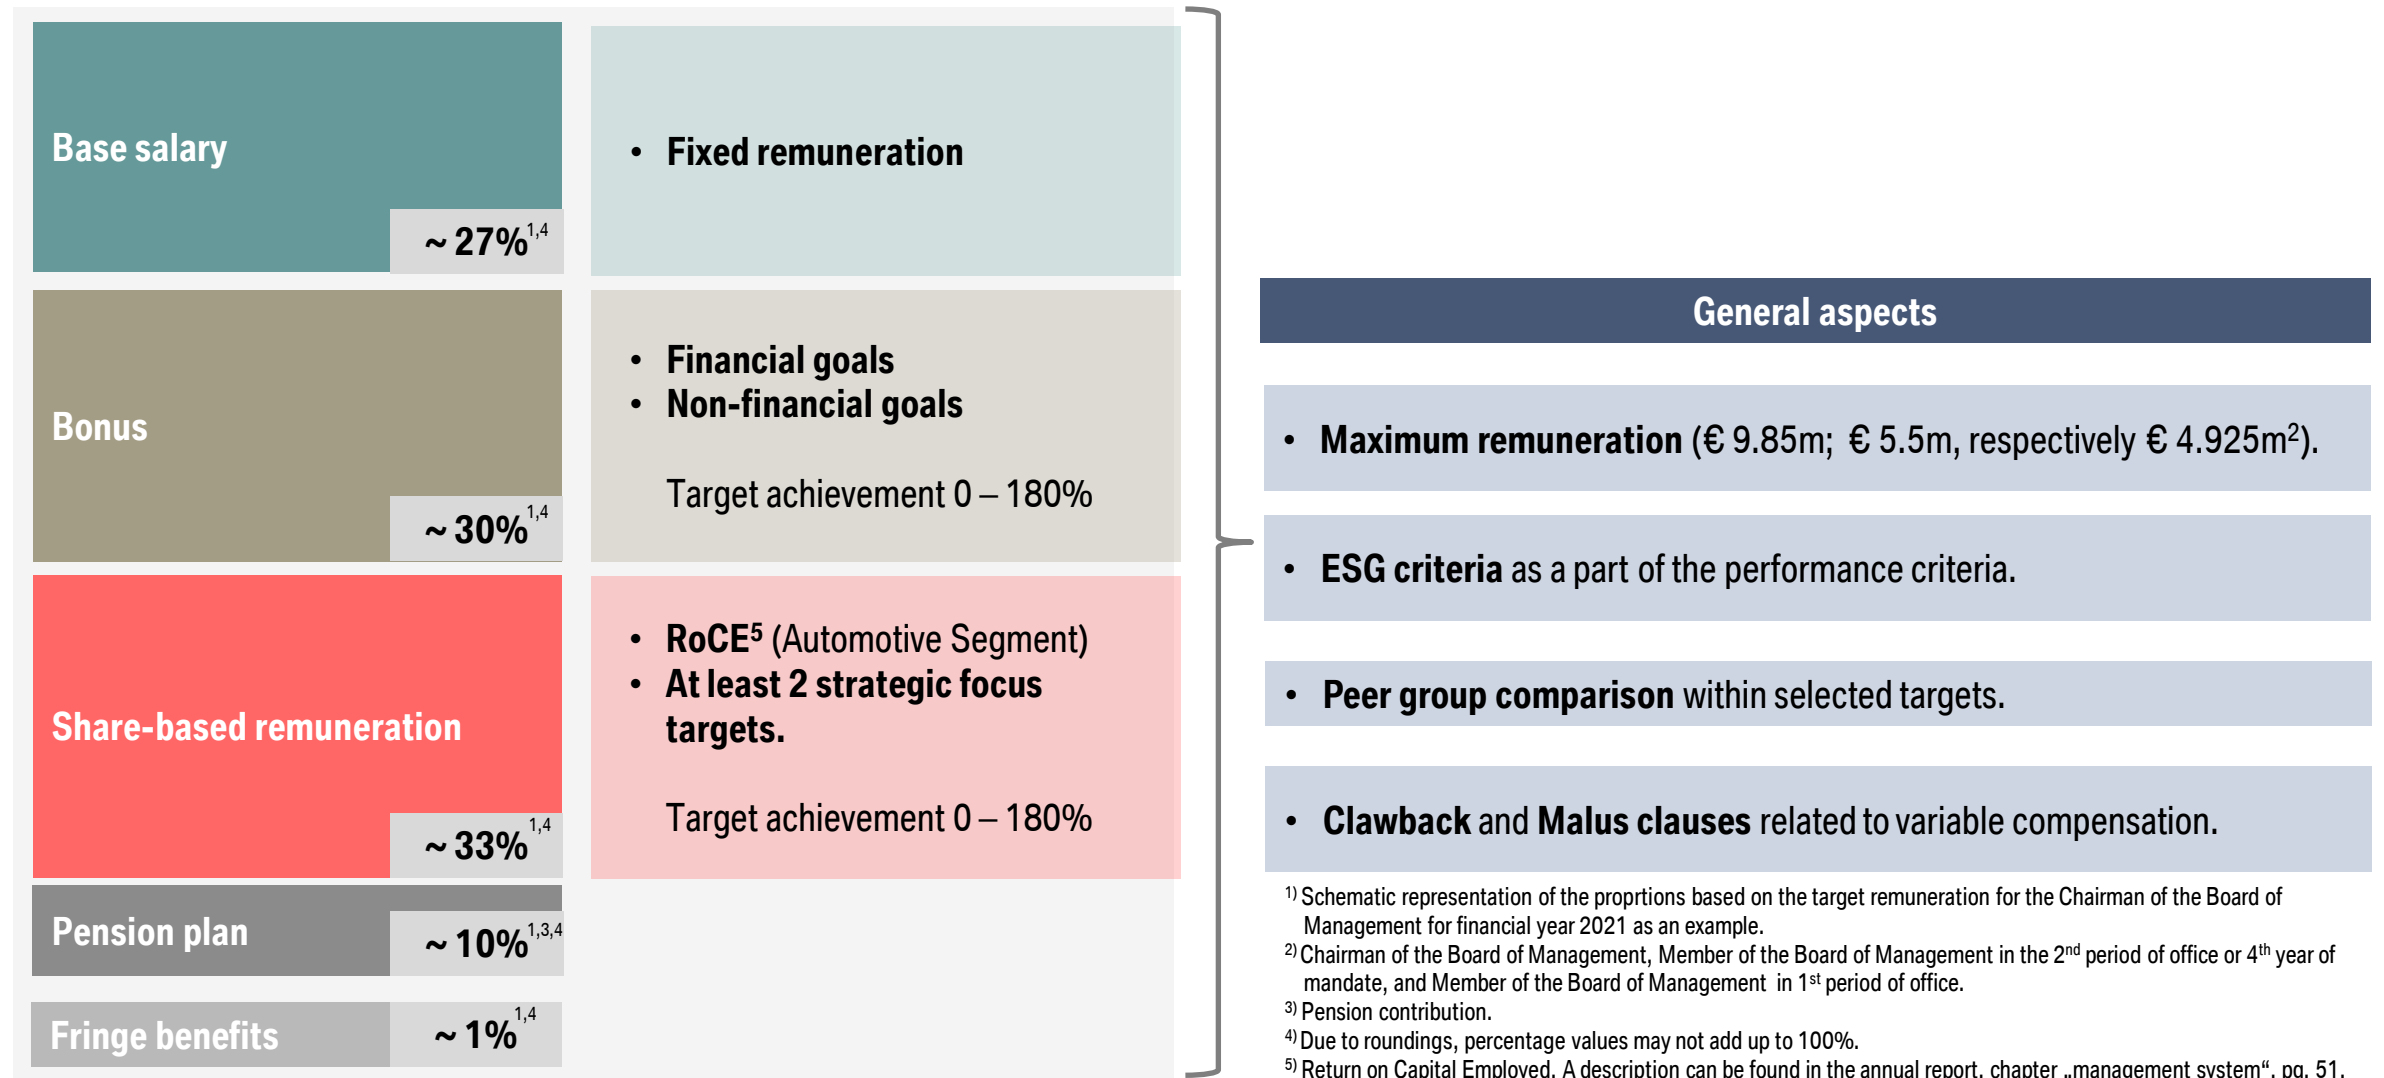 Base salary
~ 27%1,4
• Fixed remuneration
Bonus
~ 30%1,4
• Financial goals
• Non-financial goals
Target achievement 0 – 180%
Share-based remuneration
~ 33%1,4
• RoCE5 (Automotive Segment)
• At least 2 strategic focus
targets.
Target achievement 0 – 180%
Pension plan
~ 10%1,3,4
Fringe benefits
~ 1%1,4
General aspects
• Maximum remuneration (€ 9.85m; € 5.5m, respectively € 4.925m2).
• ESG criteria as a part of the performance criteria.
• Peer group comparison within selected targets.
• Clawback and Malus clauses related to variable compensation.
1) Schematic representation of the proprtions based on the target remuneration for the Chairman of the Board of
Management for financial year 2021 as an example.
2) Chairman of the Board of Management, Member of the Board of Management in the 2nd period of office or 4th year of
mandate, and Member of the Board of Management in 1st period of office.
3) Pension contribution.
4) Due to roundings, percentage values may not add up to 100%.
5) Return on Capital Employed. A description can be found in the annual report, chapter „management system“, pg. 51.